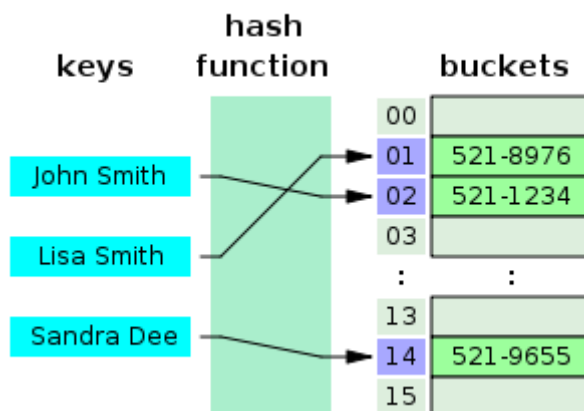 hash
keys function buckets
00
01 521-8976
John Smith
02 521-1234
03
Lisa Smith
: :
13
Sandra Dee
14 521-9655
15